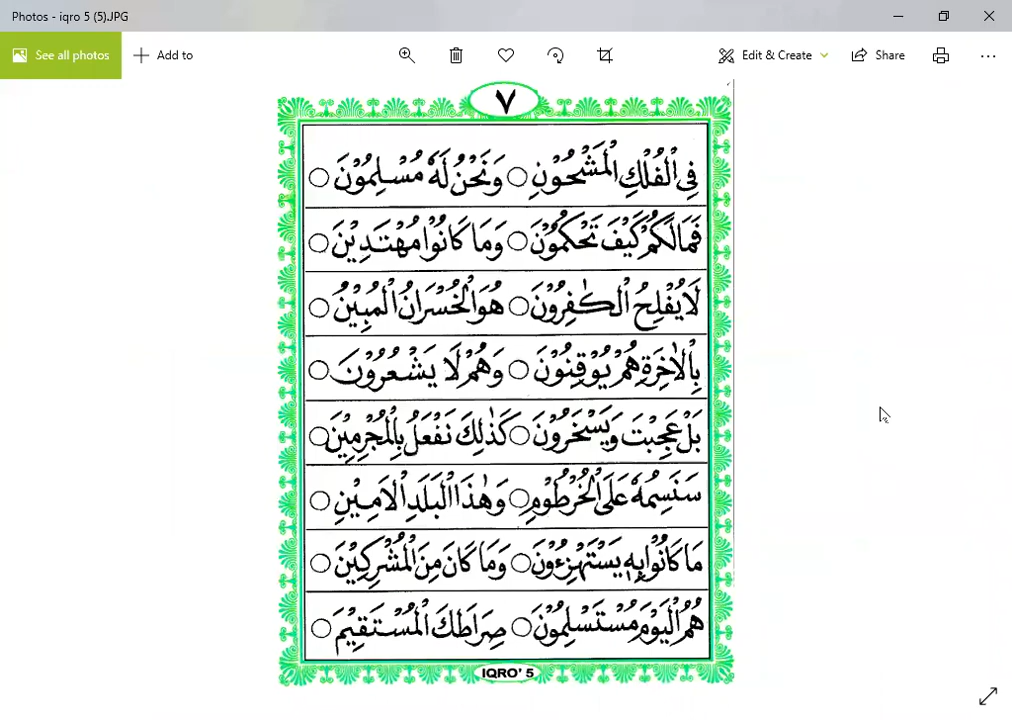 Photos - iqro 5 (5).JPG
See all photos
Add to
Edit & Create
Share
٧
فِى الْفُلْكِ الْمَشْحُوْنِ ○ وَنَحْنُ لَهٗ مُسْلِمُوْنَ ○
فَمَا لَكُمْ كَيْفَ تَحْكُمُوْنَ ○ وَمَا كَانُوْا مُهْتَدِيْنَ ○
لَا يُفْلِحُ الْكٰفِرُوْنَ ○ هُوَ الْخُسْرَانُ الْمُبِيْنُ ○
بِالْاٰخِرَةِ هُمْ يُوْقِنُوْنَ ○ وَهُمْ لَا يَشْعُرُوْنَ ○
بَلْ عَجِبْتَ وَيَسْخَرُوْنَ ○ كَذٰلِكَ نَفْعَلُ بِالْمُجْرِمِيْنَ ○
سَنَسِمُهٗ عَلَى الْخُرْطُوْمِ ○ وَهٰذَا الْبَلَدِ الْاَمِيْنِ ○
مَا كَانُوْا بِهٖ يَسْتَهْزِءُوْنَ ○ وَمَا كَانَ مِنَ الْمُشْرِكِيْنَ ○
هُمُ الْيَوْمَ مُسْتَسْلِمُوْنَ ○ صِرَاطَكَ الْمُسْتَقِيْمَ ○
IQRO' 5